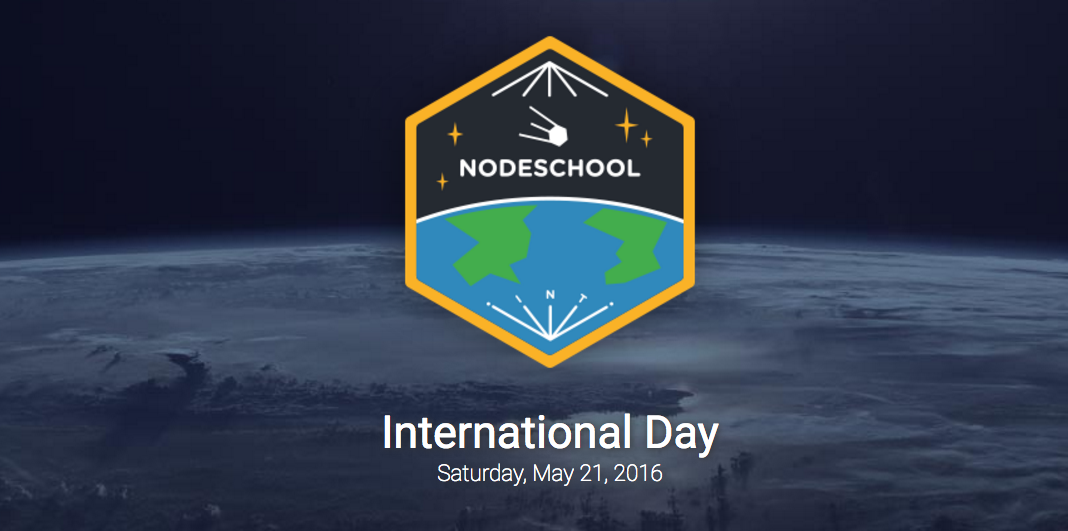 NODESCHOOL
• I N T •
International Day
Saturday, May 21, 2016